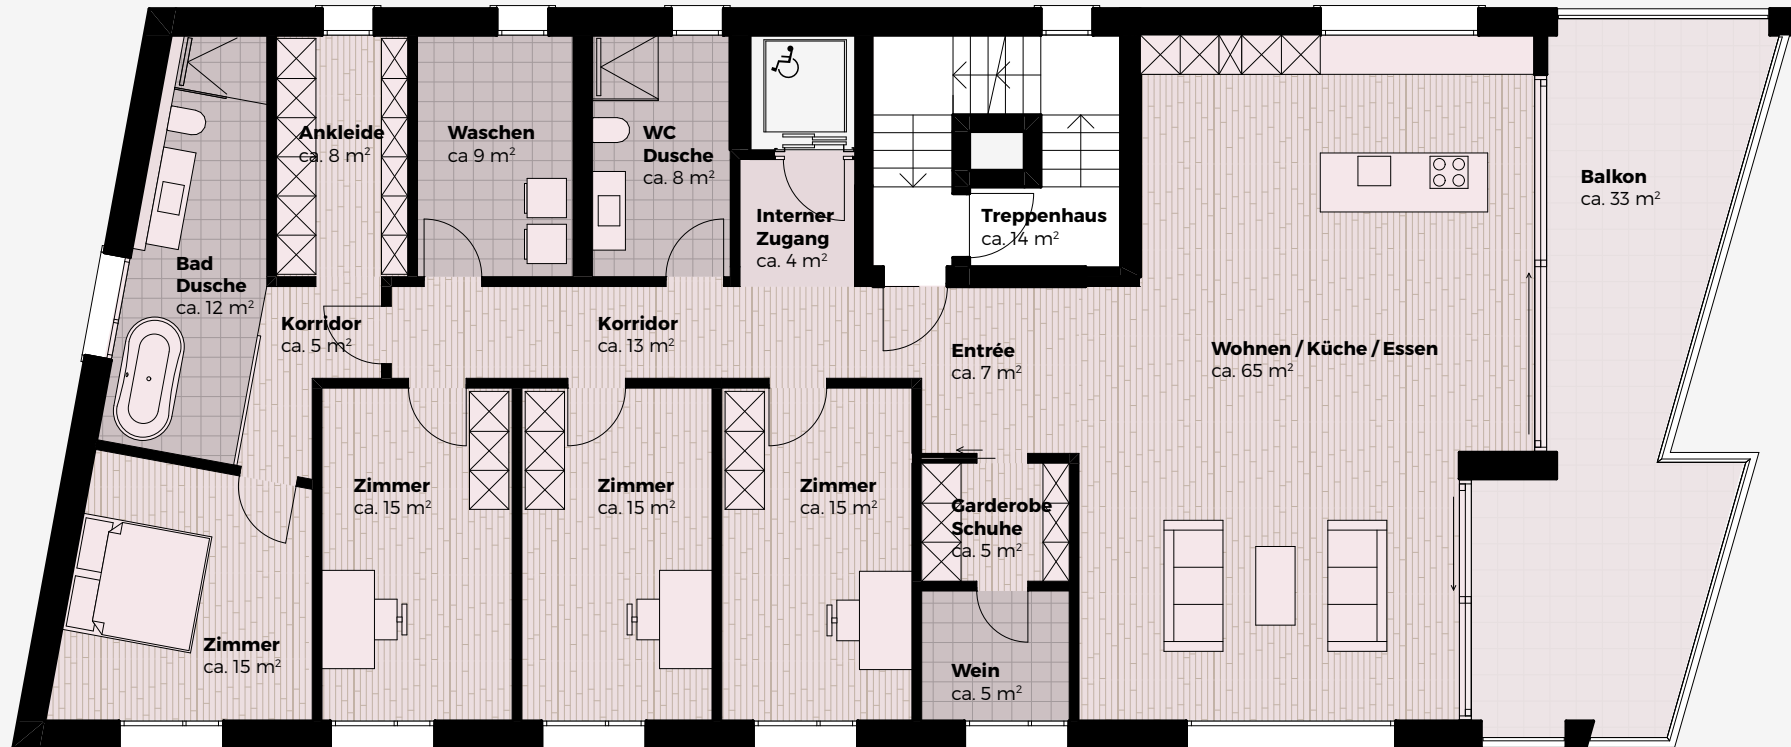 Ankleide
ca. 8 m²
Waschen
ca 9 m²
WC
Dusche
ca. 8 m²
Interner
Zugang
ca. 4 m²
Treppenhaus
ca. 14 m²
Balkon
ca. 33 m²
Bad
Dusche
ca. 12 m²
Korridor
ca. 5 m²
Korridor
ca. 13 m²
Entrée
ca. 7 m²
Wohnen / Küche / Essen
ca. 65 m²
Zimmer
ca. 15 m²
Zimmer
ca. 15 m²
Zimmer
ca. 15 m²
Garderobe
Schuhe
ca. 5 m²
Zimmer
ca. 15 m²
Wein
ca. 5 m²